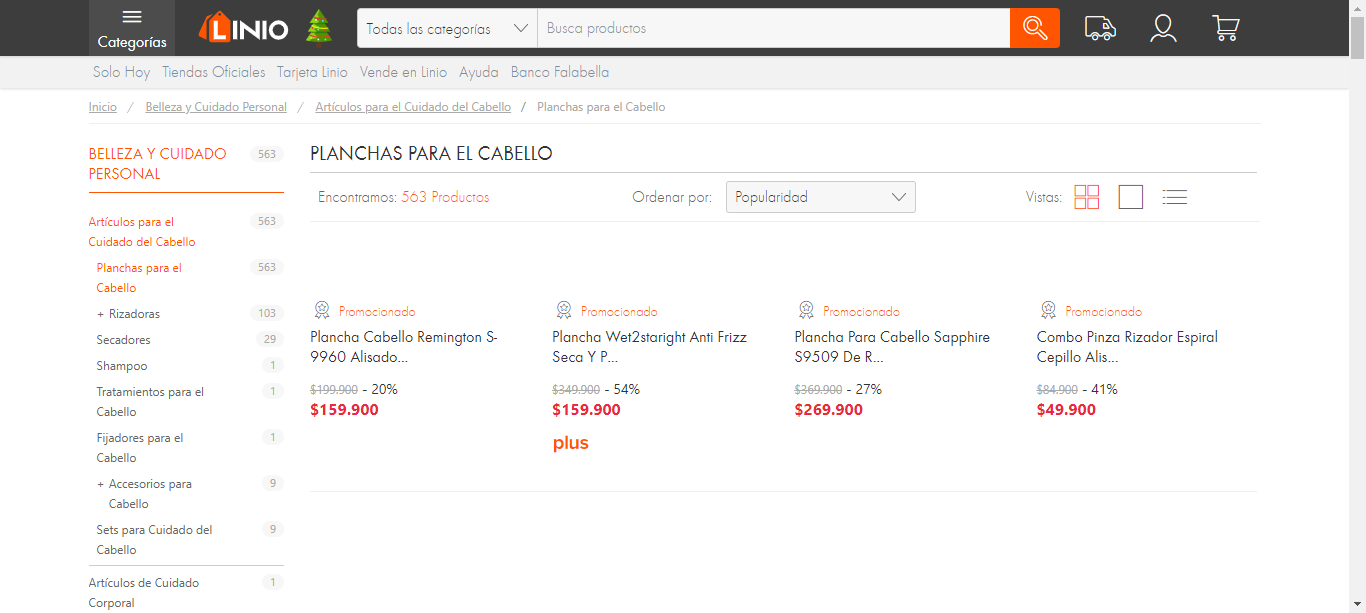 Categorías
LINIO
Todas las categorías
Busca productos
Solo Hoy Tiendas Oficiales Tarjeta Linio Vende en Linio Ayuda Banco Falabella
Inicio / Belleza y Cuidado Personal / Artículos para el Cuidado del Cabello / Planchas para el Cabello
BELLEZA Y CUIDADO 563
PERSONAL
Artículos para el 563
Cuidado del Cabello
Planchas para el 563
Cabello
+ Rizadoras 103
Secadores 29
Shampoo 1
Tratamientos para el 1
Cabello
Fijadores para el 1
Cabello
+ Accesorios para 9
Cabello
Sets para Cuidado del 9
Cabello
Artículos de Cuidado 1
Corporal
PLANCHAS PARA EL CABELLO
Encontramos: 563 Productos
Ordenar por: Popularidad
Vistas:
Promocionado
Plancha Cabello Remington S-
9960 Alisado...
$199.900 - 20%
$159.900
Promocionado
Plancha Wet2staright Anti Frizz
Seca Y P...
$349.900 - 54%
$159.900
plus
Promocionado
Plancha Para Cabello Sapphire
S9509 De R...
$369.900 - 27%
$269.900
Promocionado
Combo Pinza Rizador Espiral
Cepillo Alis...
$84.900 - 41%
$49.900